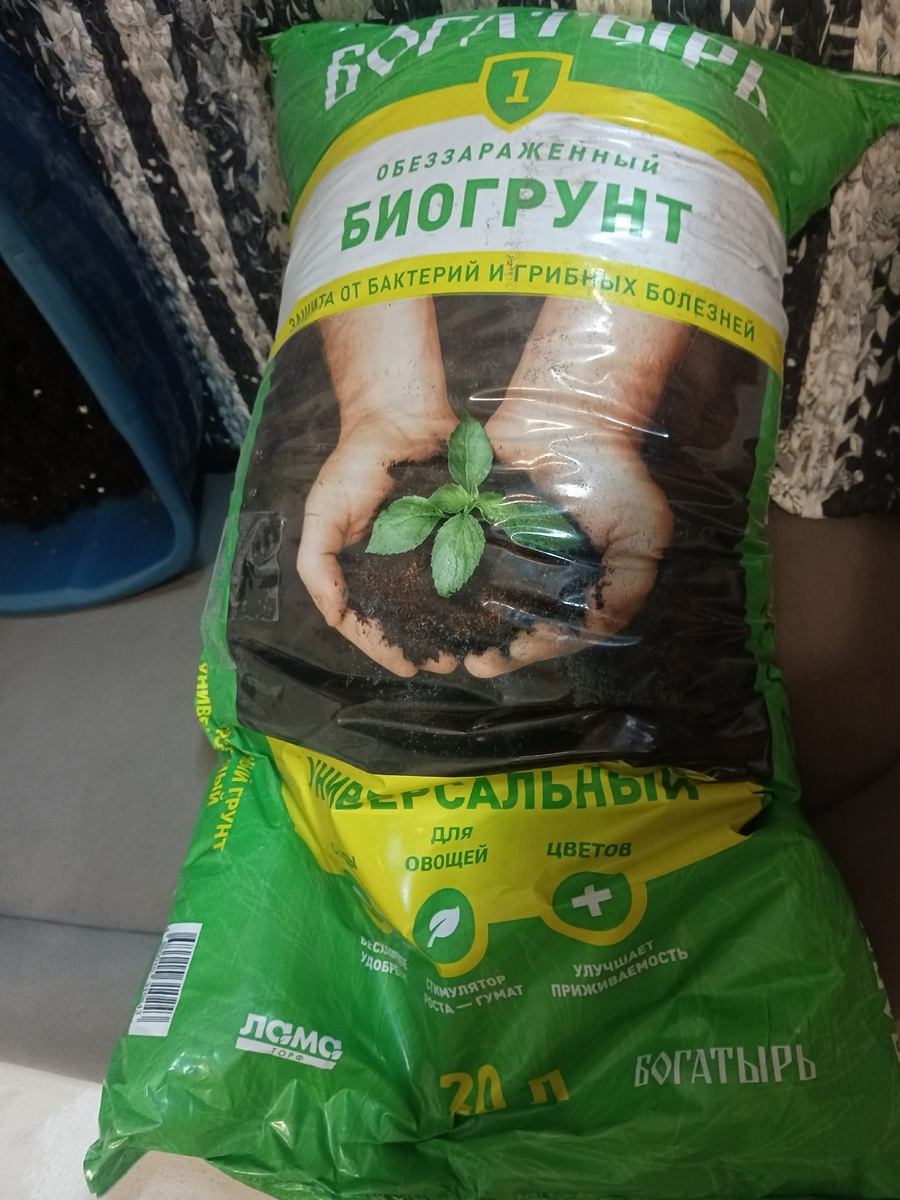 БОГАТЫРЬ
1
ОБЕЗЗАРАЖЕННЫЙ
БИОГРУНТ
ЗАЩИТА ОТ БАКТЕРИЙ И ГРИБНЫХ БОЛЕЗНЕЙ
УНИВЕРСАЛЬНЫЙ
ДЛЯ
ОВОЩЕЙ
ЦВЕТОВ
СТИМУЛЯТОР
РОСТА — ГУМАТ
УЛУЧШАЕТ
ПРИЖИВАЕМОСТЬ
лама
ТОРФ
БОГАТЫРЬ
ГРУНТ